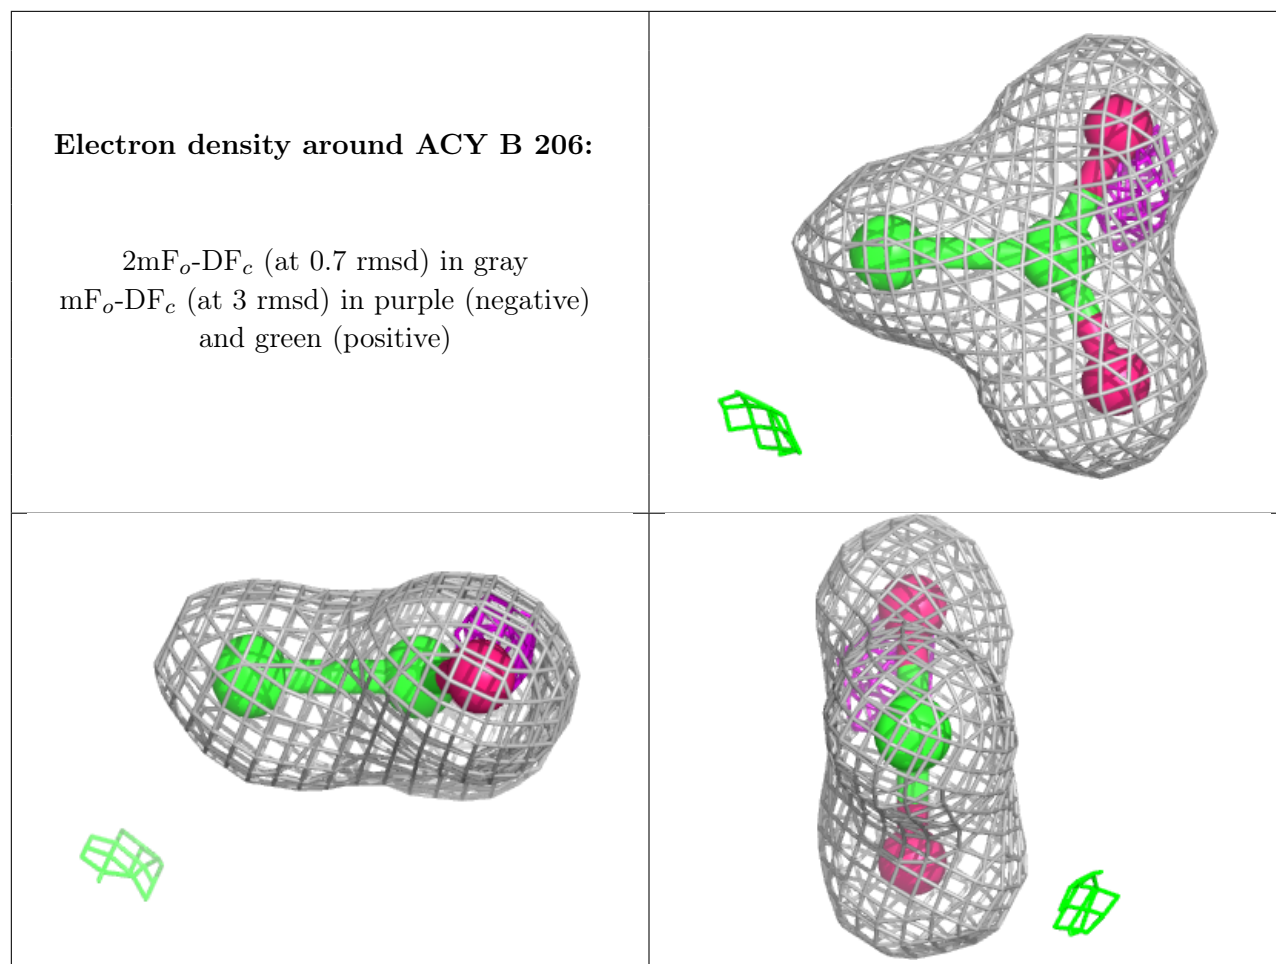 Electron density around ACY B 206:
2mFo-DFc (at 0.7 rmsd) in gray
mFo-DFc (at 3 rmsd) in purple (negative)
and green (positive)